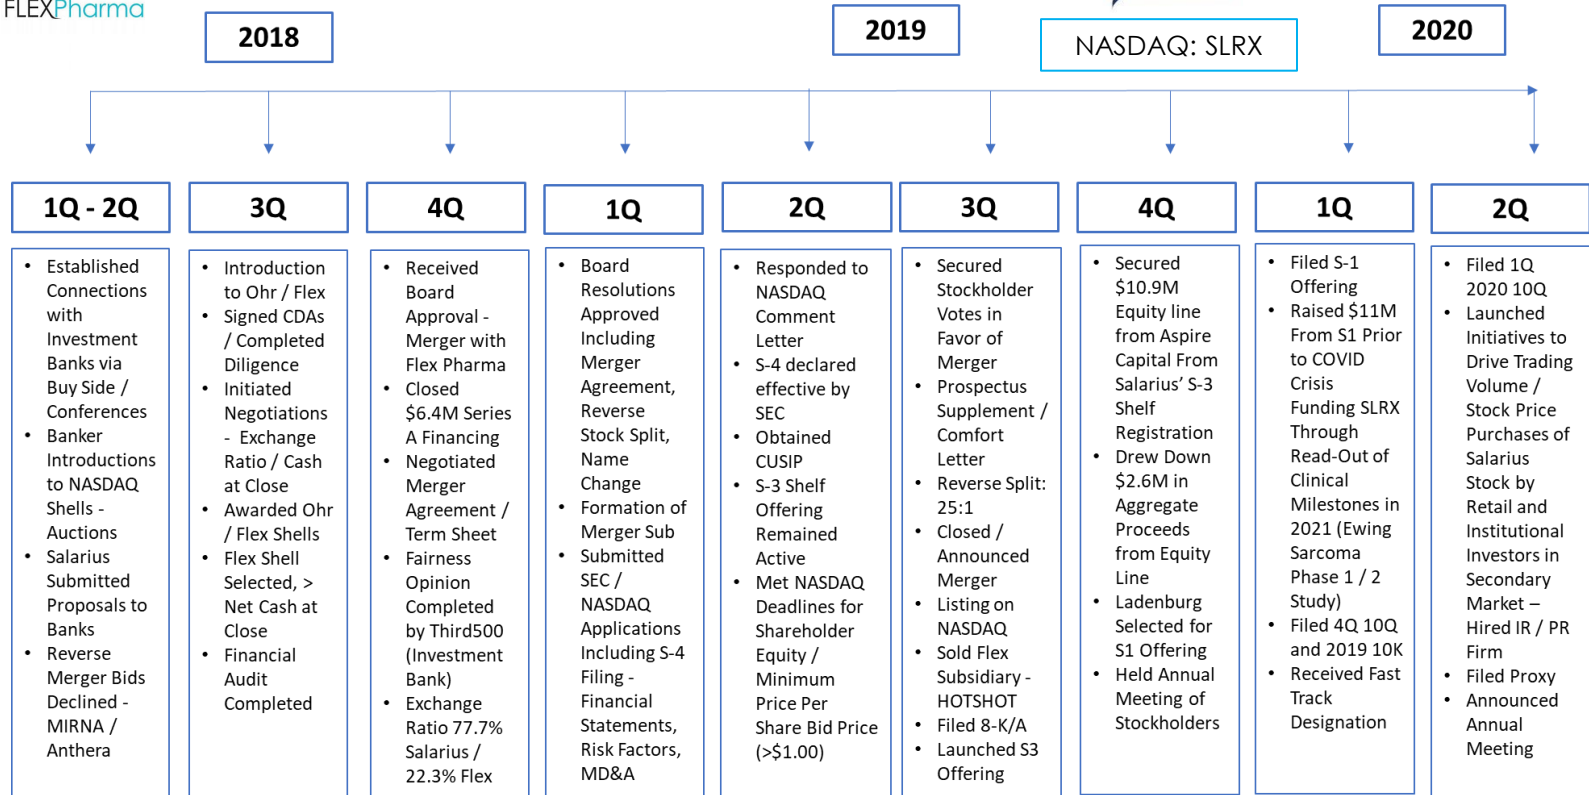 FLEXPharma
2018
2019
NASDAQ: SLRX
2020
1Q - 2Q
• Established
Connections
with
Investment
Banks via
Buy Side /
Conferences
• Banker
Introductions
to NASDAQ
Shells -
Auctions
• Salarius
Submitted
Proposals to
Banks
• Reverse
Merger Bids
Declined -
MIRNA /
Anthera
3Q
• Introduction
to Ohr / Flex
• Signed CDAs
/ Completed
Diligence
• Initiated
Negotiations
- Exchange
Ratio / Cash
at Close
• Awarded Ohr
/ Flex Shells
• Flex Shell
Selected, >
Net Cash at
Close
• Financial
Audit
Completed
4Q
• Received
Board
Approval -
Merger with
Flex Pharma
• Closed
$6.4M Series
A Financing
• Negotiated
Merger
Agreement /
Term Sheet
• Fairness
Opinion
Completed
by Third500
(Investment
Bank)
• Exchange
Ratio 77.7%
Salarius /
22.3% Flex
1Q
• Board
Resolutions
Approved
Including
Merger
Agreement,
Reverse
Stock Split,
Name
Change
• Formation of
Merger Sub
• Submitted
SEC /
NASDAQ
Applications
Including S-4
Filing -
Financial
Statements,
Risk Factors,
MD&A
2Q
• Responded to
NASDAQ
Comment
Letter
• S-4 declared
effective by
SEC
• Obtained
CUSIP
• S-3 Shelf
Offering
Remained
Active
• Met NASDAQ
Deadlines for
Shareholder
Equity /
Minimum
Price Per
Share Bid Price
(>$1.00)
3Q
• Secured
Stockholder
Votes in
Favor of
Merger
• Prospectus
Supplement /
Comfort
Letter
• Reverse Split:
25:1
• Closed /
Announced
Merger
• Listing on
NASDAQ
• Sold Flex
Subsidiary -
HOTSHOT
• Filed 8-K/A
• Launched S3
Offering
4Q
• Secured
$10.9M
Equity line
from Aspire
Capital From
Salarius' S-3
Shelf
Registration
• Drew Down
$2.6M in
Aggregate
Proceeds
from Equity
Line
• Ladenburg
Selected for
S1 Offering
• Held Annual
Meeting of
Stockholders
1Q
• Filed S-1
Offering
• Raised $11M
From S1 Prior
to COVID
Crisis
Funding SLRX
Through
Read-Out of
Clinical
Milestones in
2021 (Ewing
Sarcoma
Phase 1 / 2
Study)
• Filed 4Q 10Q
and 2019 10K
• Received Fast
Track
Designation
2Q
• Filed 1Q
2020 10Q
• Launched
Initiatives to
Drive Trading
Volume /
Stock Price
Purchases of
Salarius
Stock by
Retail and
Institutional
Investors in
Secondary
Market –
Hired IR / PR
Firm
• Filed Proxy
• Announced
Annual
Meeting